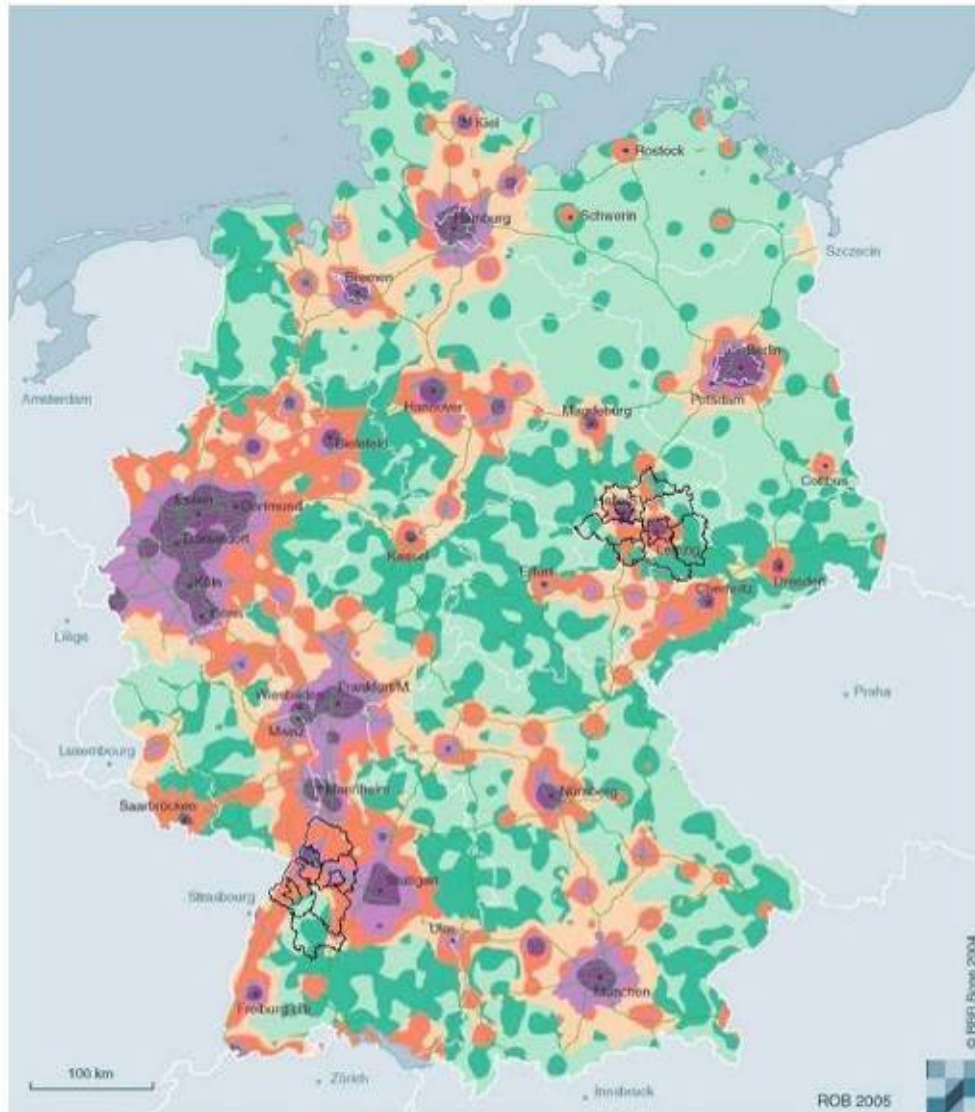 Kiel
Rostock
Hamburg
Schwerin
Szczecin
Bremen
Berlin
Amsterdam
Hannover
Potsdam
Magdeburg
Bielefeld
Cottbus
Essen
Dortmund
Halle
Düsseldorf
Leipzig
Kassel
Köln
Erfurt
Dresden
Chemnitz
Bonn
Liège
Wiesbaden
Frankfurt/M.
Praha
Mainz
Luxembourg
Mannheim
Nürnberg
Saarbrücken
Stuttgart
Strasbourg
Ulm
München
Freiburg i.Br.
© BBR Bonn 2004
100 km
Zürich
Innsbruck
ROB 2005